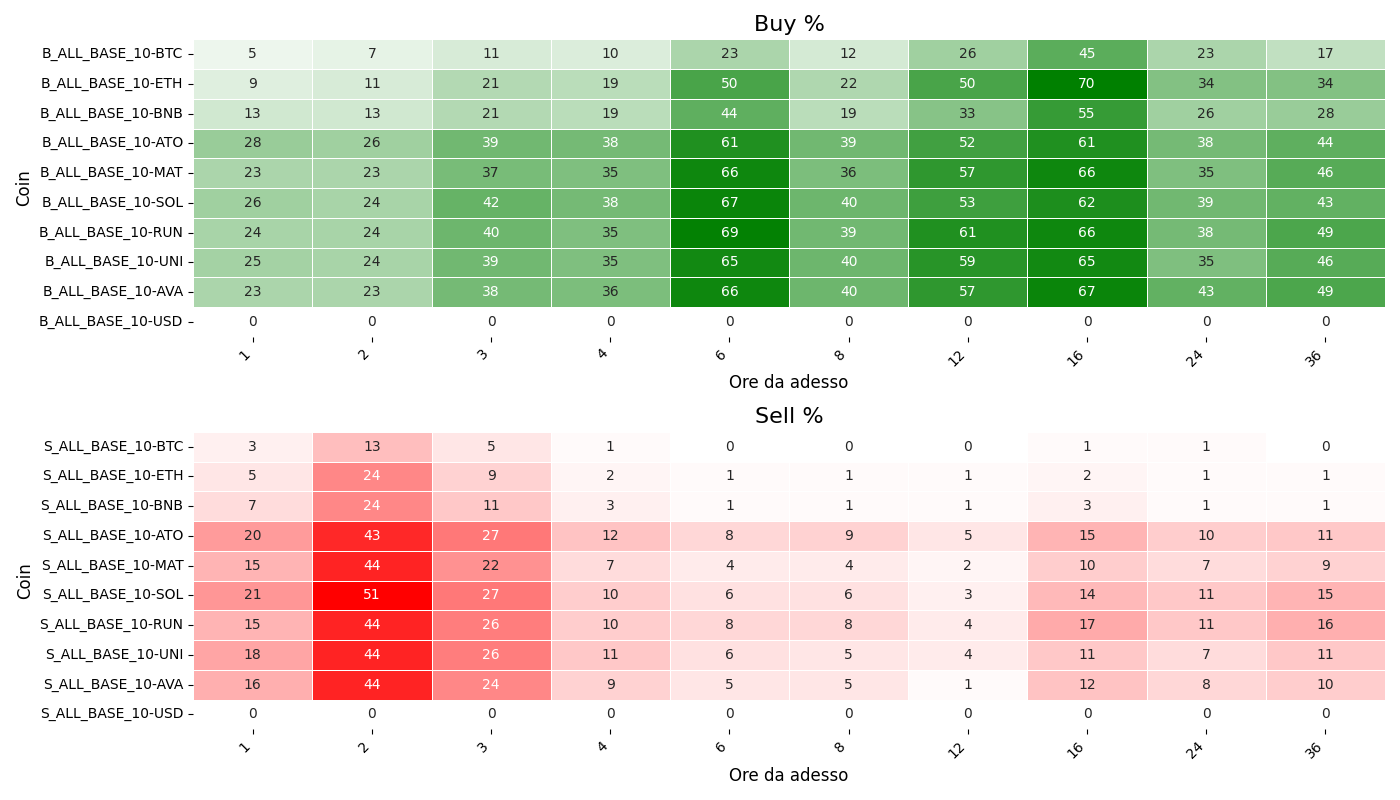 Buy %
Coin
B_ALL_BASE_10-BTC 5 7 11 10 23 12 26 45 23 17
B_ALL_BASE_10-ETH 9 11 21 19 50 22 50 70 34 34
B_ALL_BASE_10-BNB 13 13 21 19 44 19 33 55 26 28
B_ALL_BASE_10-ATO 28 26 39 38 61 39 52 61 38 44
B_ALL_BASE_10-MAT 23 23 37 35 66 36 57 66 35 46
B_ALL_BASE_10-SOL 26 24 42 38 67 40 53 62 39 43
B_ALL_BASE_10-RUN 24 24 40 35 69 39 61 66 38 49
B_ALL_BASE_10-UNI 25 24 39 35 65 40 59 65 35 46
B_ALL_BASE_10-AVA 23 23 38 36 66 40 57 67 43 49
B_ALL_BASE_10-USD 0 0 0 0 0 0 0 0 0 0
1 2 3 4 6 8 12 16 24 36
Ore da adesso
Sell %
Coin
S_ALL_BASE_10-BTC 3 13 5 1 0 0 0 1 1 0
S_ALL_BASE_10-ETH 5 24 9 2 1 1 1 2 1 1
S_ALL_BASE_10-BNB 7 24 11 3 1 1 1 3 1 1
S_ALL_BASE_10-ATO 20 43 27 12 8 9 5 15 10 11
S_ALL_BASE_10-MAT 15 44 22 7 4 4 2 10 7 9
S_ALL_BASE_10-SOL 21 51 27 10 6 6 3 14 11 15
S_ALL_BASE_10-RUN 15 44 26 10 8 8 4 17 11 16
S_ALL_BASE_10-UNI 18 44 26 11 6 5 4 11 7 11
S_ALL_BASE_10-AVA 16 44 24 9 5 5 1 12 8 10
S_ALL_BASE_10-USD 0 0 0 0 0 0 0 0 0 0
1 2 3 4 6 8 12 16 24 36
Ore da adesso